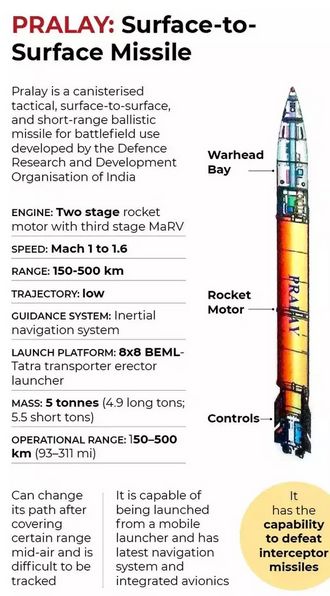 PRALAY: Surface-to-
Surface Missile
Pralay is a canisterised
tactical, surface-to-surface,
and short-range ballistic
missile for battlefield use
developed by the Defence
Research and Development
Organisation of India
ENGINE: Two stage rocket
motor with third stage MaRV
SPEED: Mach 1 to 1.6
RANGE: 150-500 km
TRAJECTORY: low
GUIDANCE SYSTEM: Inertial
navigation system
LAUNCH PLATFORM: 8x8 BEML-
Tatra transporter erector
launcher
MASS: 5 tonnes (4.9 long tons;
5.5 short tons)
OPERATIONAL RANGE: 150–500
km (93–311 mi)
Warhead
Bay
Rocket
Motor
PRALAY
Controls
Can change
its path after
covering
certain range
mid-air and is
difficult to be
tracked
It is capable of
being launched
from a mobile
launcher and has
latest navigation
system and
integrated avionics
It
has the
capability
to defeat
interceptor
missiles